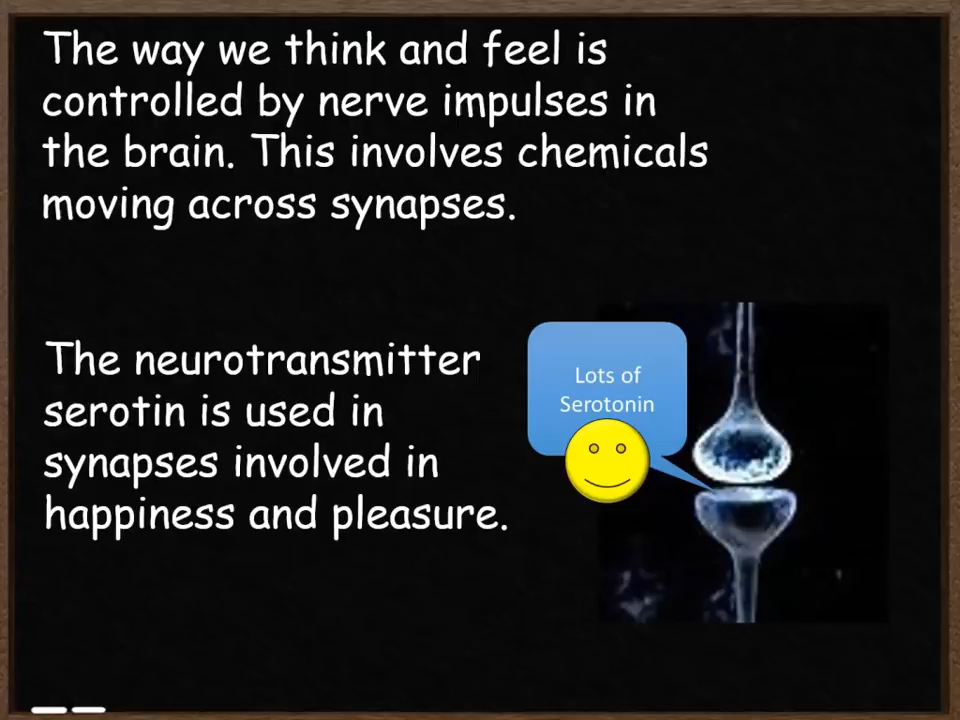 The way we think and feel is
controlled by nerve impulses in
the brain. This involves chemicals
moving across synapses.
The neurotransmitter
serotin is used in
synapses involved in
happiness and pleasure.
Lots of
Serotonin